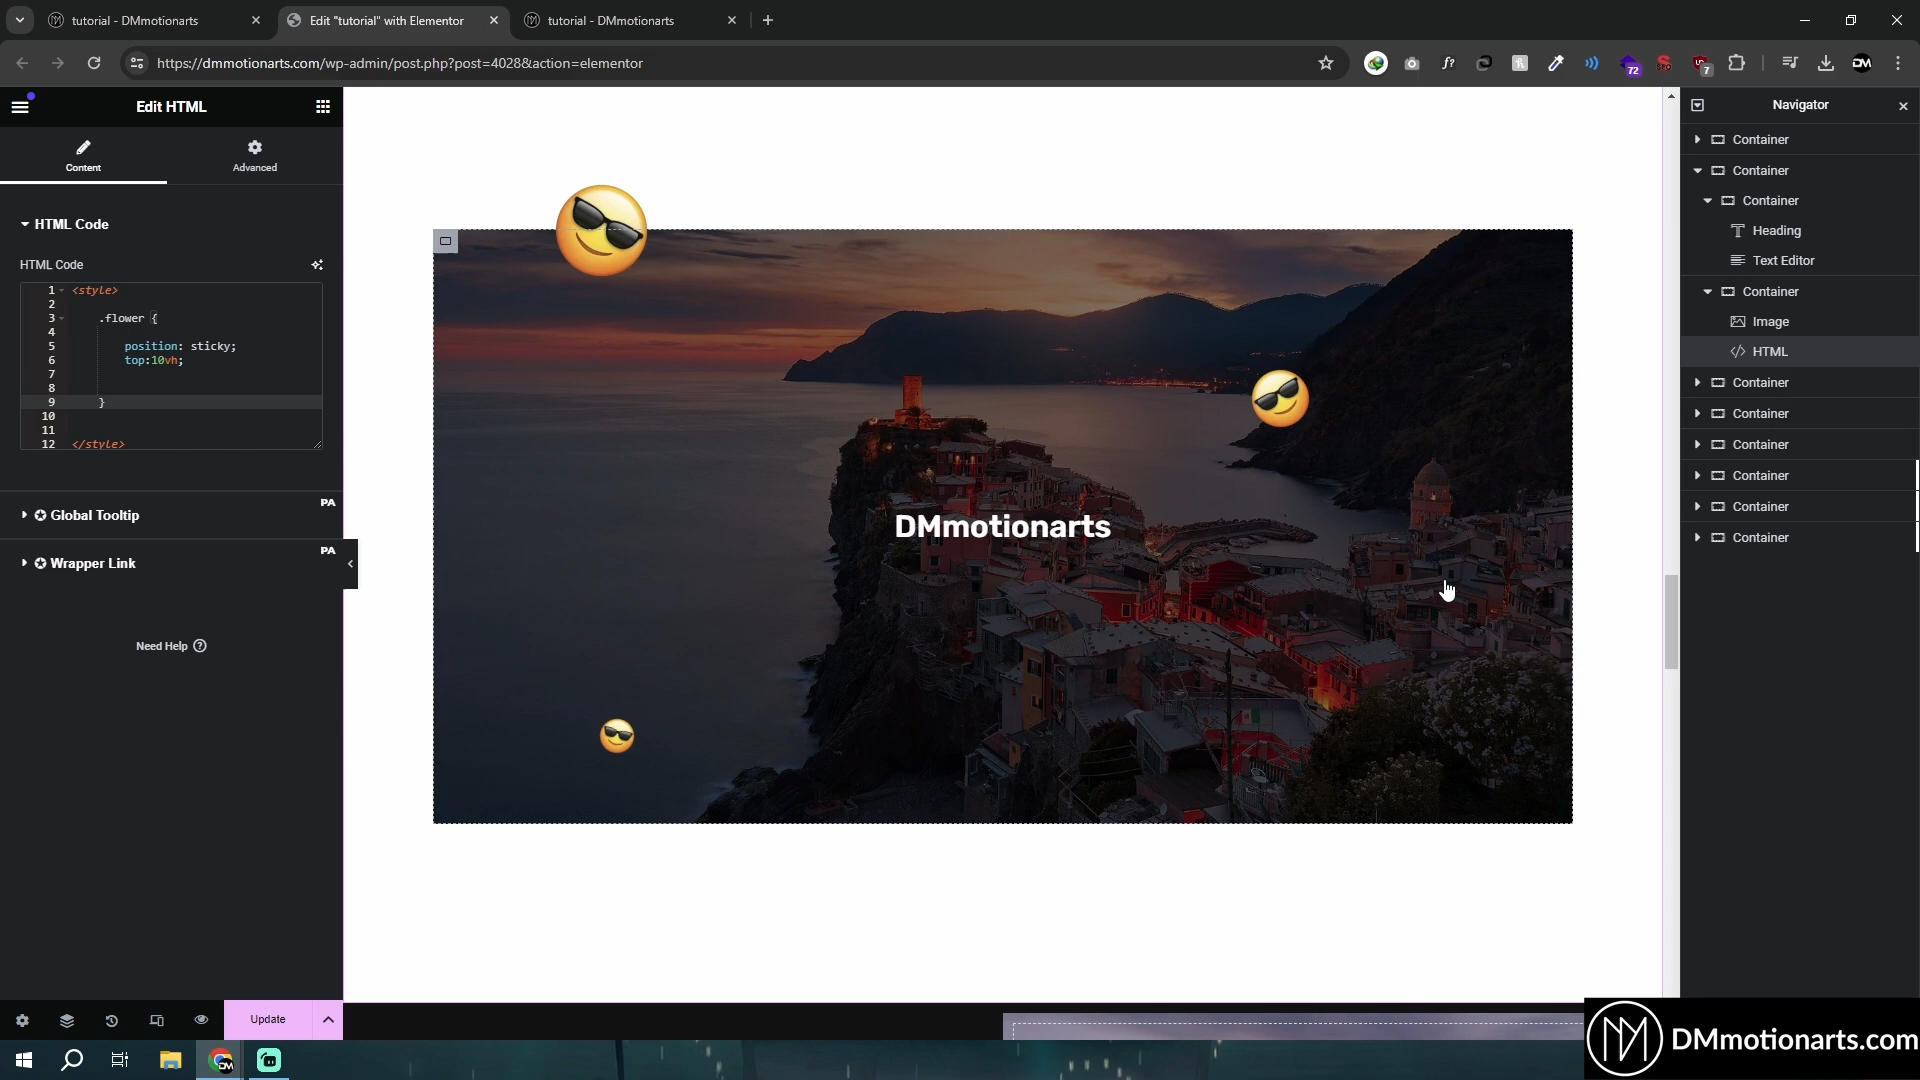 tutorial - DMmotionarts
Edit "tutorial" with Elementor
tutorial - DMmotionarts
https://dmmotionarts.com/wp-admin/post.php?post=4028&action=elementor
f?
72
7
DM
Edit HTML
Content
Advanced
HTML Code
HTML Code
1 <style>
2
3 .flower {
4
5 position: sticky;
6 top:10vh;
7
8
9 }
10
11
12 </style>
PA
Global Tooltip
PA
Wrapper Link
Need Help
Update
DMmotionarts
Navigator
Container
Container
Container
Heading
Text Editor
Container
Image
HTML
Container
Container
Container
Container
Container
Container
DMmotionarts.com